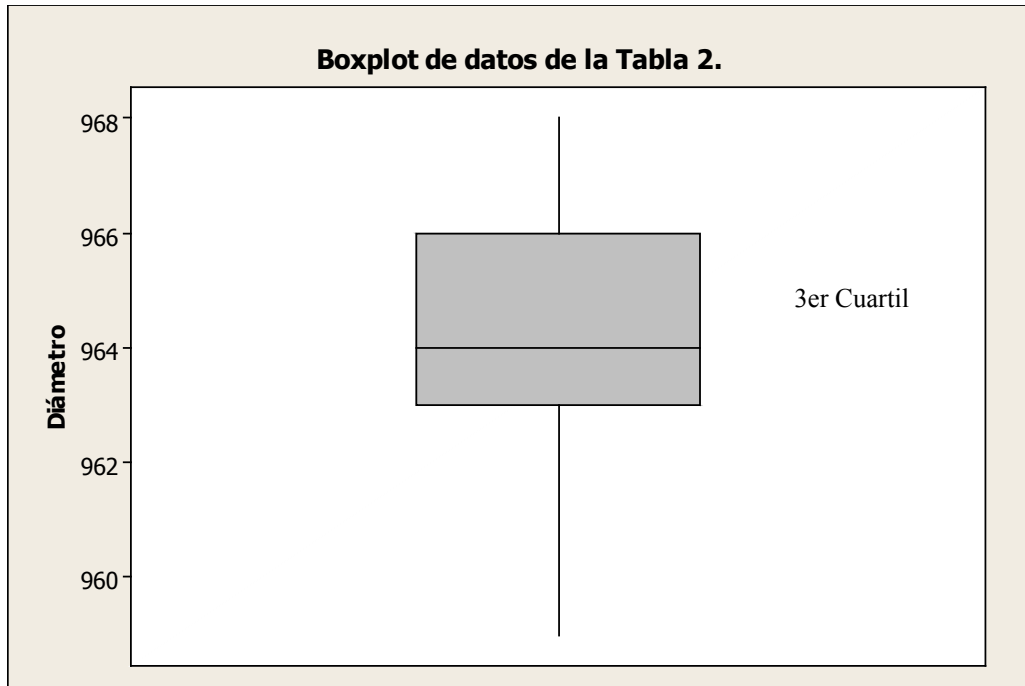 Boxplot de datos de la Tabla 2.
968
966
3er Cuartil
964
Diámetro
962
960